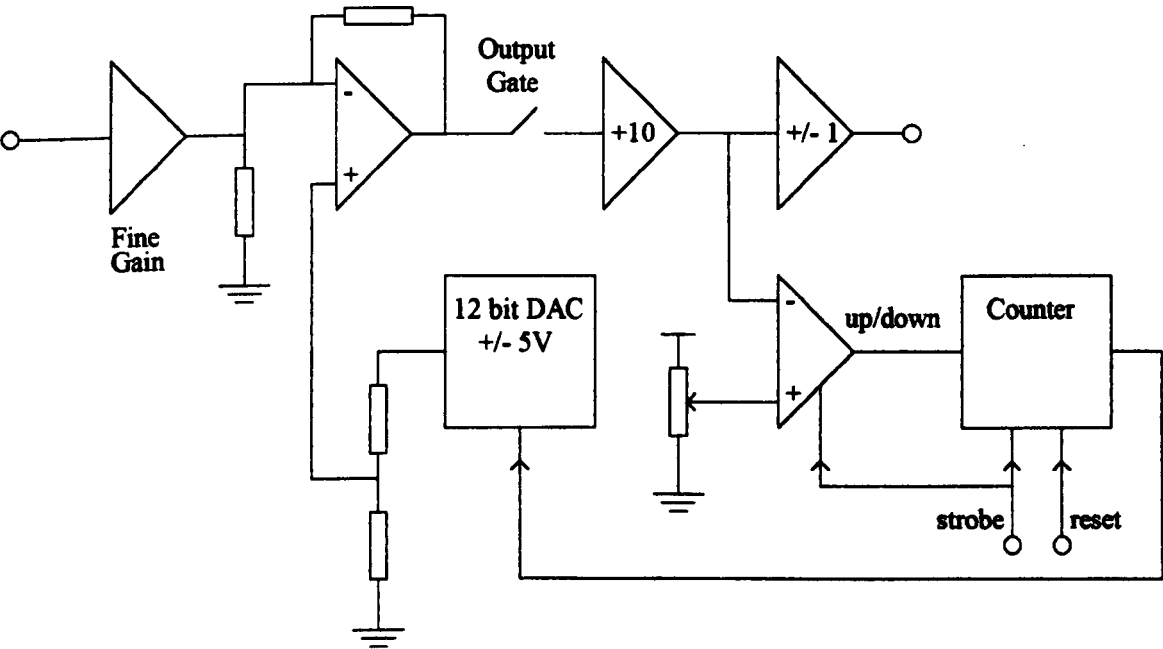 Output
Gate
-
+
+10
+/- 1
Fine
Gain
12 bit DAC
+/- 5V
-
+
up/down
Counter
strobe
reset